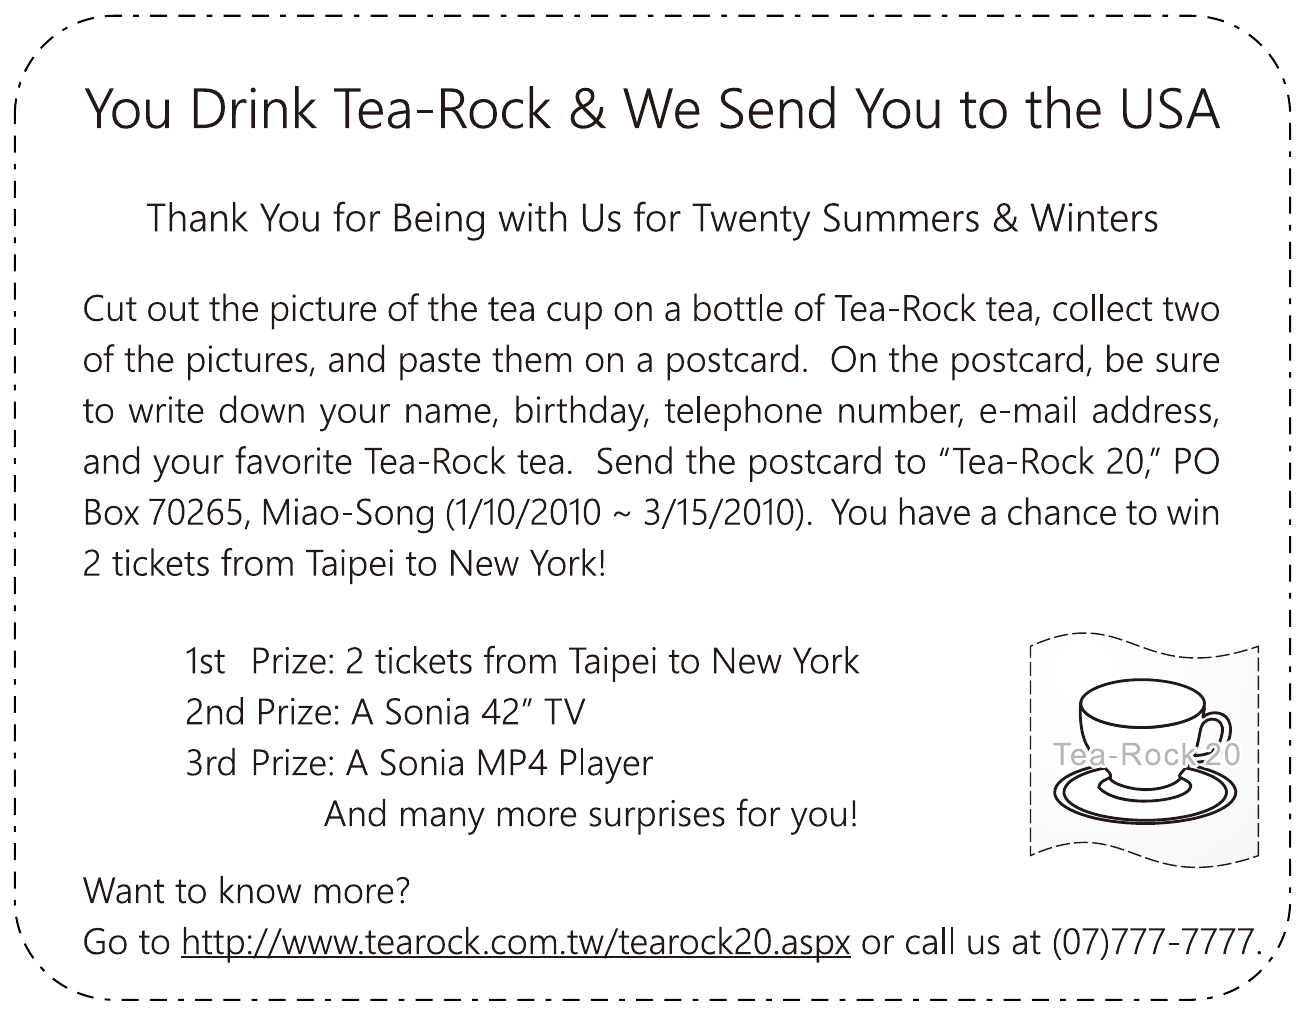 You Drink Tea-Rock & We Send You to the USA
Thank You for Being with Us for Twenty Summers & Winters
Cut out the picture of the tea cup on a bottle of Tea-Rock tea, collect two
of the pictures, and paste them on a postcard. On the postcard, be sure
to write down your name, birthday, telephone number, e-mail address,
and your favorite Tea-Rock tea. Send the postcard to “Tea-Rock 20,” PO
Box 70265, Miao-Song (1/10/2010 ~ 3/15/2010). You have a chance to win
2 tickets from Taipei to New York!
1st Prize: 2 tickets from Taipei to New York
2nd Prize: A Sonia 42” TV
3rd Prize: A Sonia MP4 Player
And many more surprises for you!
Tea-Rock 20
Want to know more?
Go to http://www.tearock.com.tw/tearock20.aspx or call us at (07)777-7777.